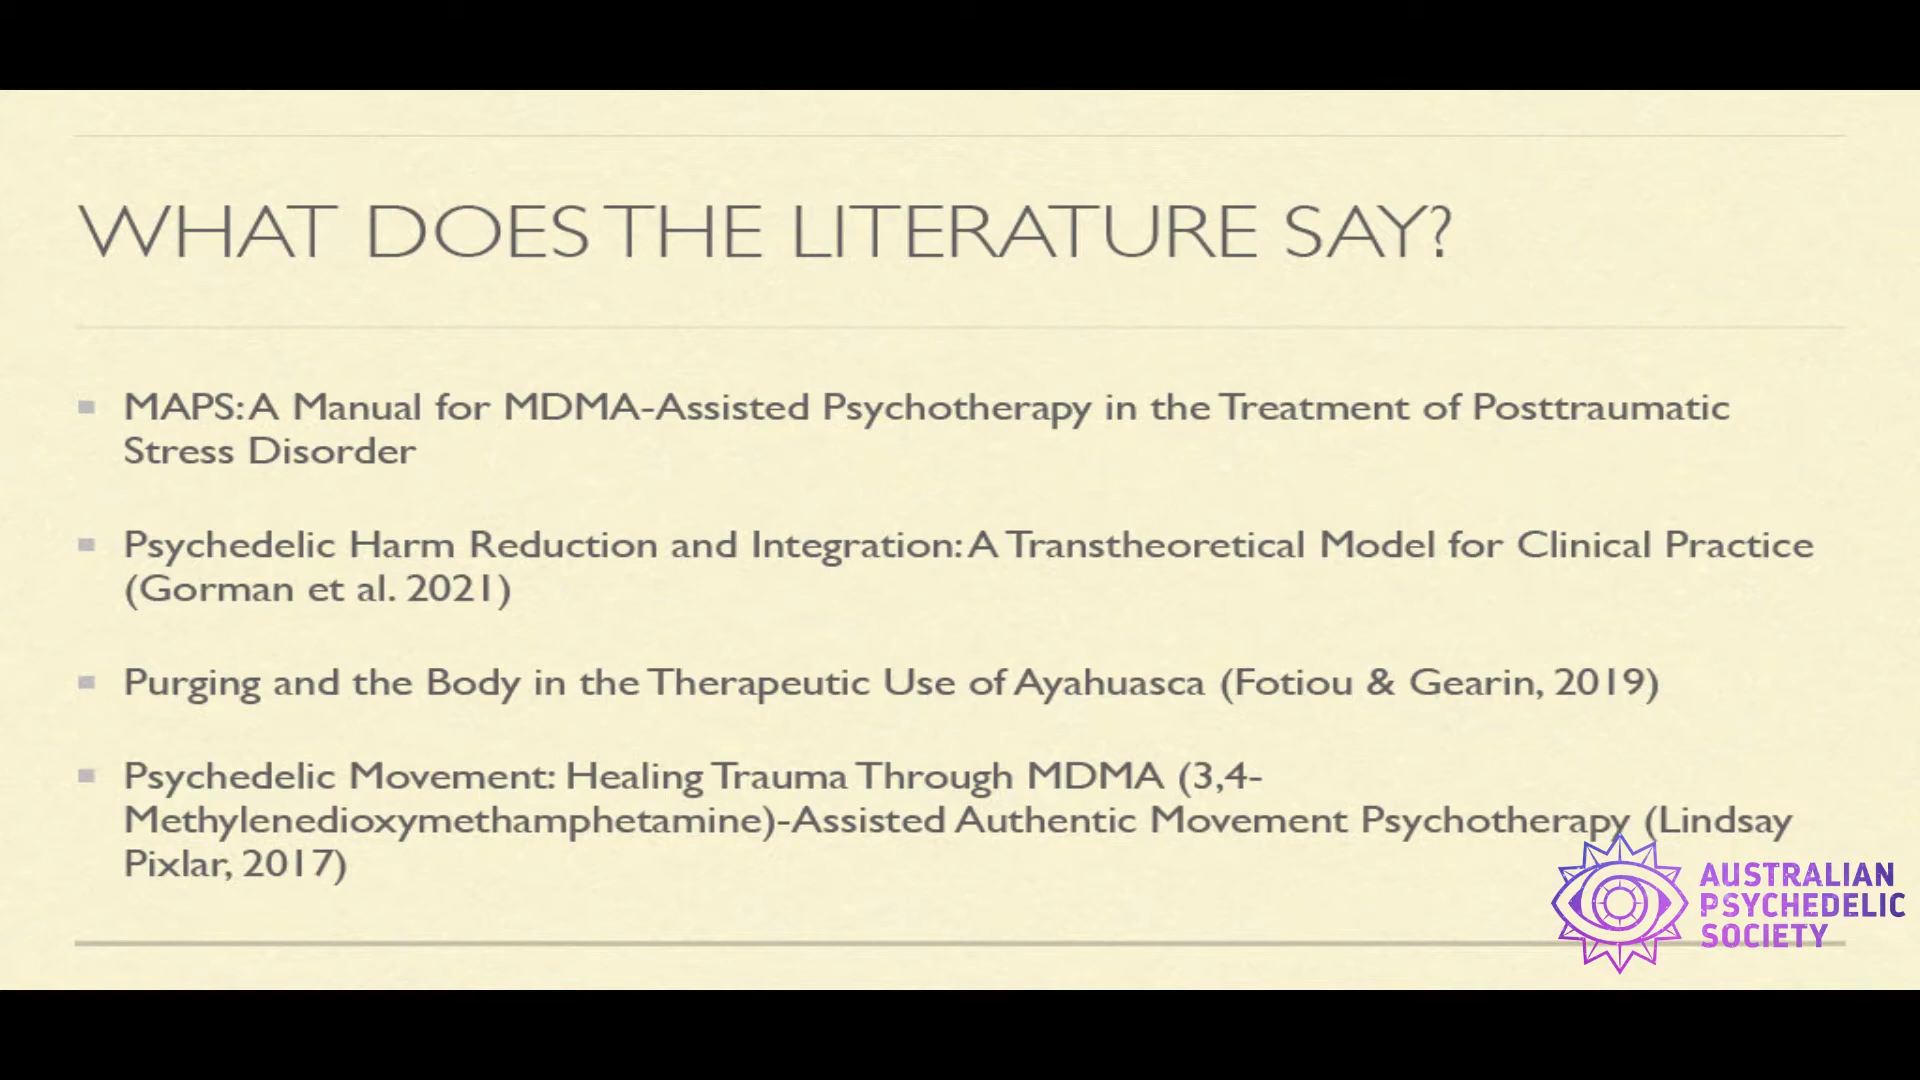 WHAT DOES THE LITERATURE SAY?
MAPS: A Manual for MDMA-Assisted Psychotherapy in the Treatment of Posttraumatic
Stress Disorder
Psychedelic Harm Reduction and Integration: A Transtheoretical Model for Clinical Practice
(Gorman et al. 2021)
Purging and the Body in the Therapeutic Use of Ayahuasca (Fotiou & Gearin, 2019)
Psychedelic Movement: Healing Trauma Through MDMA (3,4-
Methylenedioxymethamphetamine)-Assisted Authentic Movement Psychotherapy (Lindsay
Pixlar, 2017)
AUSTRALIAN
PSYCHEDELIC
SOCIETY